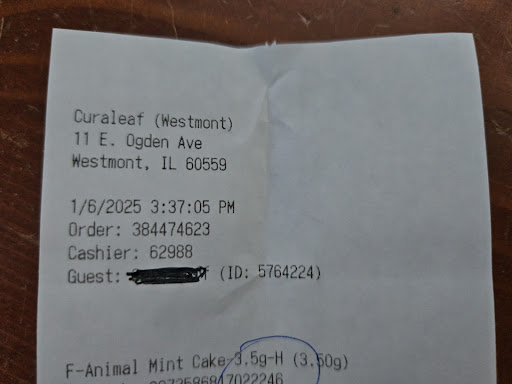 Curaleaf (Westmont)
11 E. Ogden Ave
Westmont, IL 60559
1/6/2025 3:37:05 PM
Order: 384474623
Cashier: 62988
Guest: (ID: 5764224)
F-Animal Mint Cake-3.5g-H (3.50g)